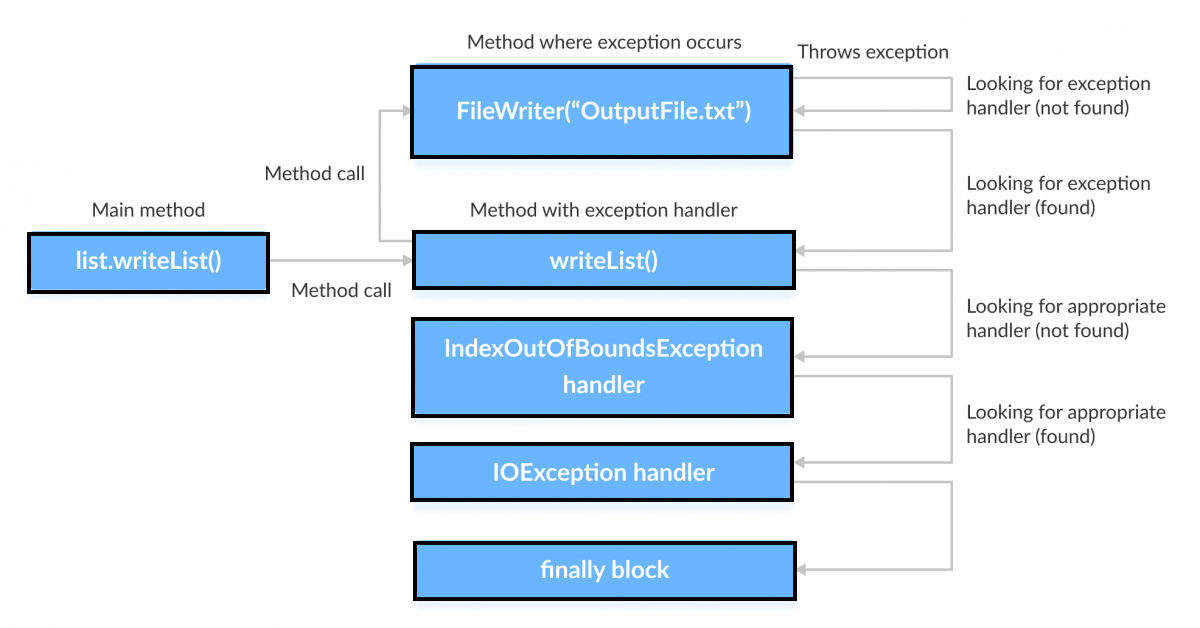 Method where exception occurs
Throws exception
FileWriter(“OutputFile.txt”)
Looking for exception
handler (not found)
Method call
Looking for exception
handler (found)
Main method
Method with exception handler
list.writeList()
writeList()
Method call
Looking for appropriate
handler (not found)
IndexOutOfBoundsException
handler
Looking for appropriate
handler (found)
IOException handler
finally block